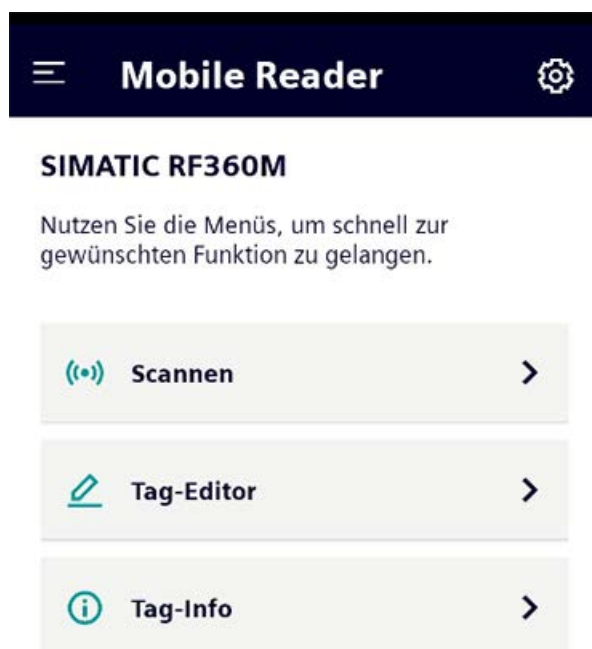 Mobile Reader
SIMATIC RF360M
Nutzen Sie die Menüs, um schnell zur
gewünschten Funktion zu gelangen.
Scannen
Tag-Editor
Tag-Info